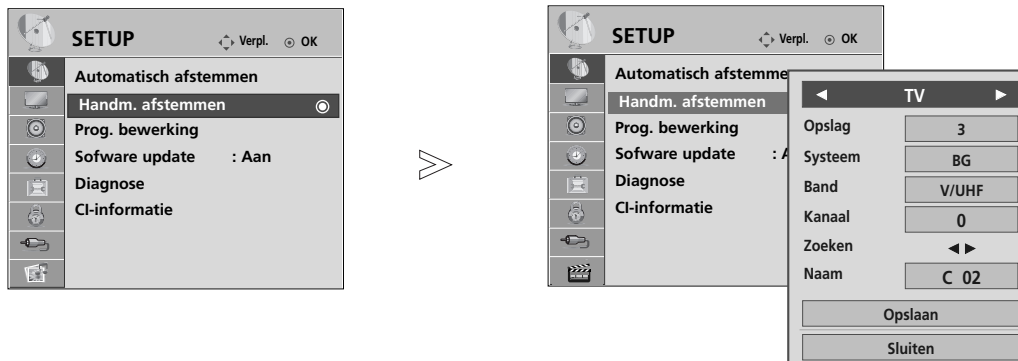 SETUP Verpl. OK
Automatisch afstemmen
Handm. afstemmen
Prog. bewerking
Sofware update : Aan
Diagnose
CI-informatie
SETUP Verpl. OK
Automatisch afstemme
Handm. afstemmen
Prog. bewerking
Sofware update : A
Diagnose
CI-informatie
TV
Opslag 3
Systeem BG
Band V/UHF
Kanaal 0
Zoeken
Naam C 02
Opslaan
Sluiten